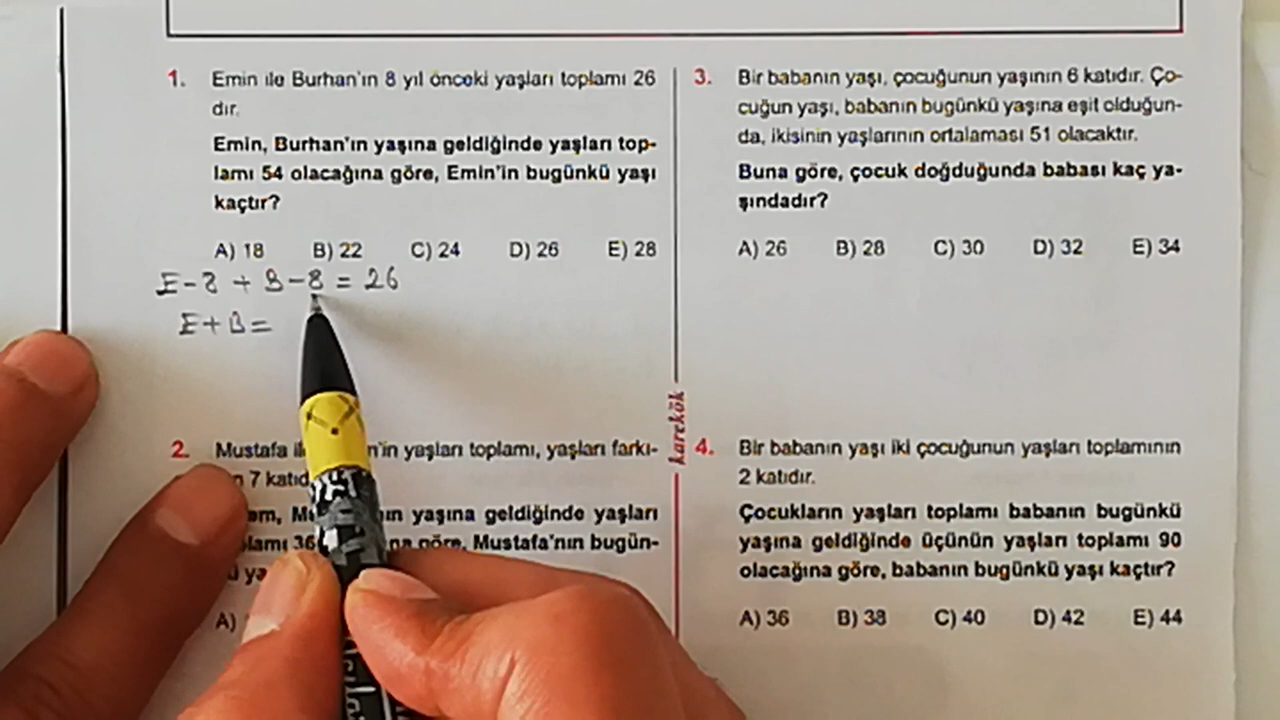 1. Emin ile Burhan'ın 8 yıl önceki yaşları toplamı 26
dır.
Emin, Burhan'ın yaşına geldiğinde yaşları top-
lamı 54 olacağına göre, Emin'in bugünkü yaşı
kaçtır?
A) 18 B) 22 C) 24 D) 26 E) 28
E-8 + B-8 = 26
E+B=
2. Mustafa n'in yaşları toplamı, yaşları farkı-
7 katıd
ın yaşına geldiğinde yaşları
36 göre, Mustafa'nın bugün-
A)
karekök
3. Bir babanın yaşı, çocuğunun yaşının 6 katıdır. Ço-
cuğun yaşı, babanın bugünkü yaşına eşit olduğun-
da, ikisinin yaşlarının ortalaması 51 olacaktır.
Buna göre, çocuk doğduğunda babası kaç ya-
şındadır?
A) 26 B) 28 C) 30 D) 32 E) 34
4. Bir babanın yaşı iki çocuğunun yaşları toplamının
2 katıdır.
Çocukların yaşları toplamı babanın bugünkü
yaşına geldiğinde üçünün yaşları toplamı 90
olacağına göre, babanın bugünkü yaşı kaçtır?
A) 36 B) 38 C) 40 D) 42 E) 44